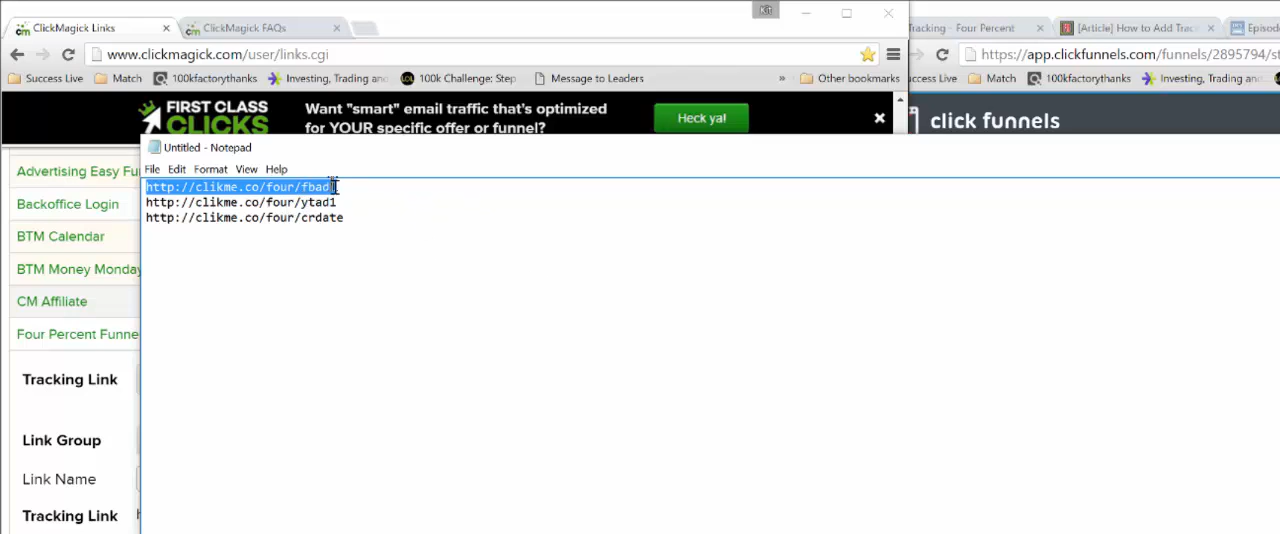 ClickMagick Links
ClickMagick FAQs
Kit
www.clickmagick.com/user/links.cgi
Success Live
Match
100kfactorythanks
Investing, Trading and
100k Challenge: Step
Message to Leaders
»
Other bookmarks
Tracking - Four Percent
[Article] How to Add Trac
Episode
https://app.clickfunnels.com/funnels/2895794/st
ccess Live
Match
100kfactorythanks
Investing, Trading and
FIRST CLASS
CLICKS
Want "smart" email traffic that's optimized
for YOUR specific offer or funnel?
Heck ya!
click funnels
Untitled - Notepad
File Edit Format View Help
http://clikme.co/four/fbad
http://clikme.co/four/ytad1
http://clikme.co/four/crdate
Advertising Easy Fu
Backoffice Login
BTM Calendar
BTM Money Monday
CM Affiliate
Four Percent Funne
Tracking Link
Link Group
Link Name
Tracking Link